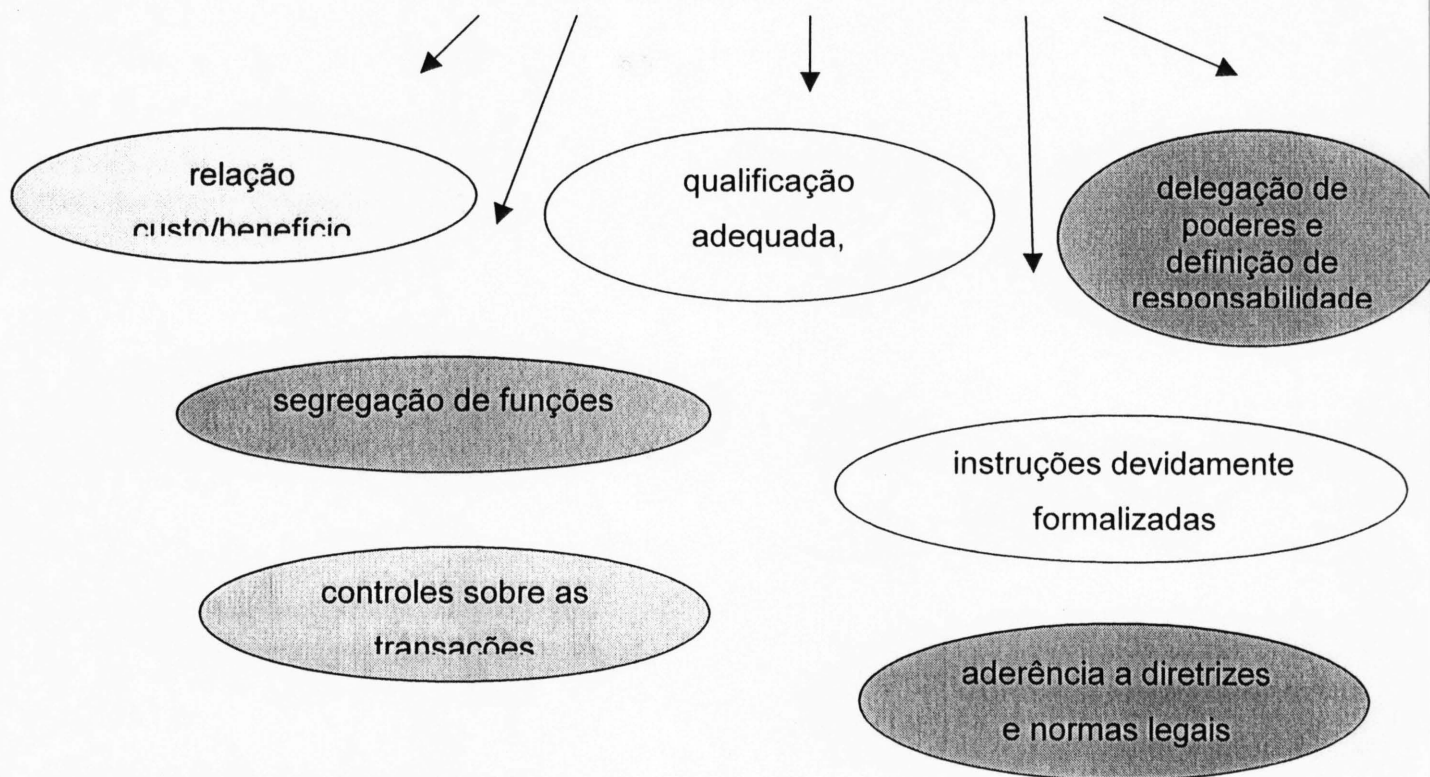 relação
custo/benefício
qualificação
adequada,
delegação de
poderes e
definição de
responsabilidade
segregação de funções
instruções devidamente
formalizadas
controles sobre as
transações
aderência a diretrizes
e normas legais